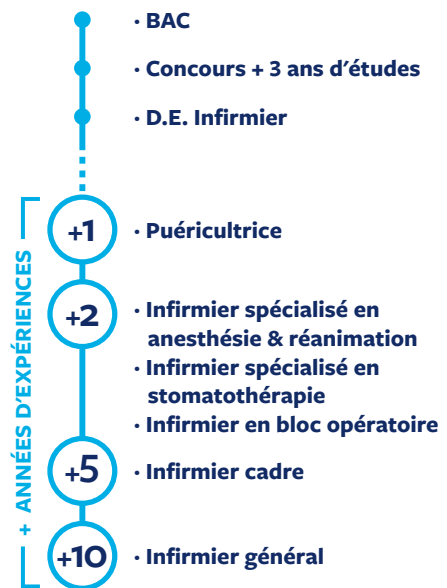 · BAC
· Concours + 3 ans d'études
· D.E. Infirmier
+ ANNÉES D'EXPÉRIENCES
+1
· Puéricultrice
+2
· Infirmier spécialisé en
anesthésie & réanimation
· Infirmier spécialisé en
stomatothérapie
· Infirmier en bloc opératoire
+5
· Infirmier cadre
+10
· Infirmier général